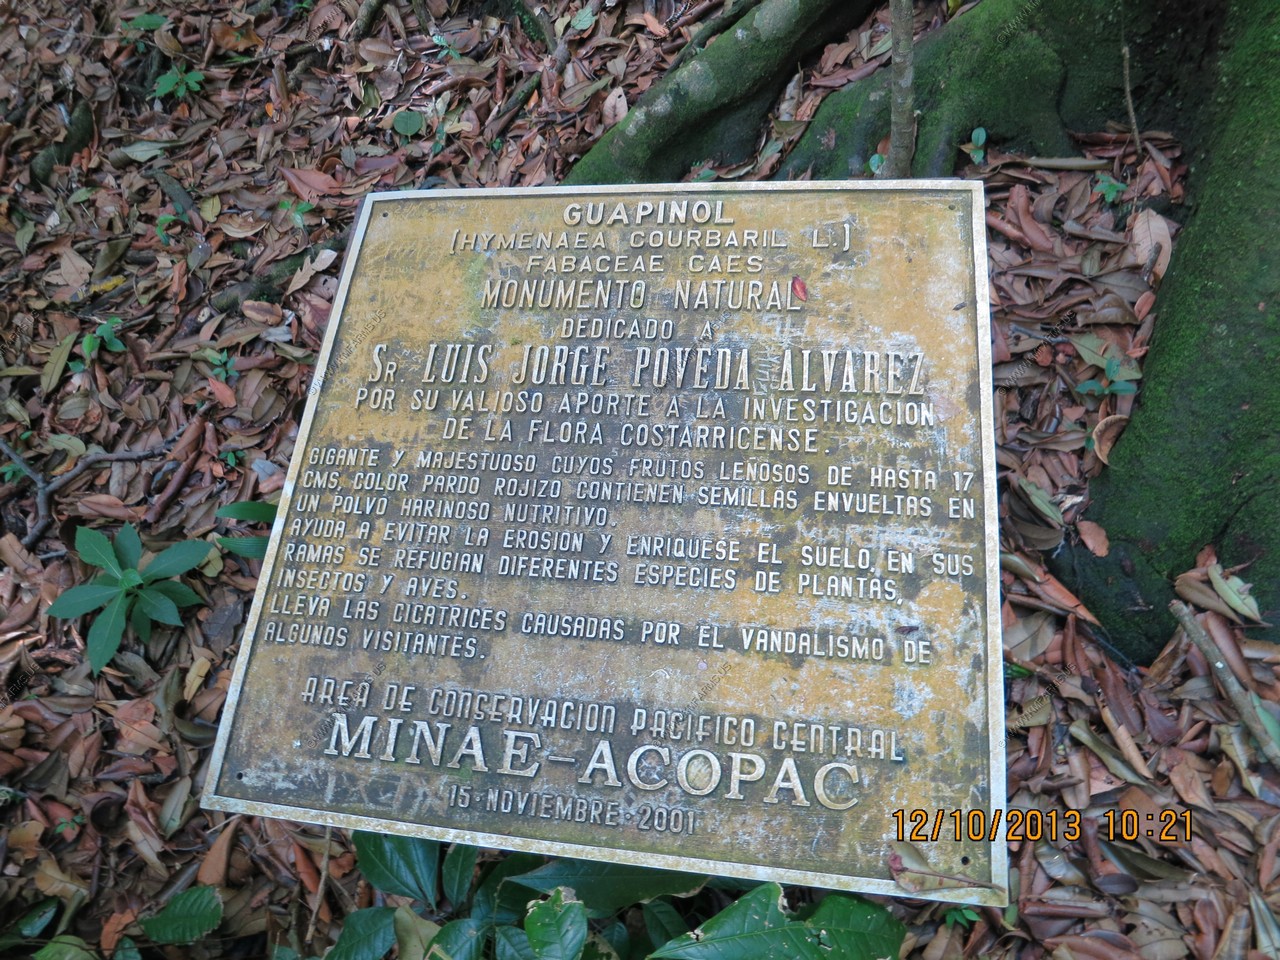 GUAPINOL
(HYMENAEA COURBARIL L.)
FABACEAE CAES
MONUMENTO NATURAL
DEDICADO A
SR. LUIS JORGE POVEDA ALVAREZ
POR SU VALIOSO APORTE A LA INVESTIGACION
DE LA FLORA COSTARRICENSE.
GIGANTE Y MAJESTUOSO CUYOS FRUTOS LEÑOSOS DE HASTA 17
CMS, COLOR PARDO ROJIZO CONTIENEN SEMILLAS ENVUELTAS EN
UN POLVO HARINOSO NUTRITIVO.
AYUDA A EVITAR LA EROSION Y ENRIQUESE EL SUELO, EN SUS
RAMAS SE REFUGIAN DIFERENTES ESPECIES DE PLANTAS,
INSECTOS Y AVES.
LLEVA LAS CICATRICES CAUSADAS POR EL VANDALISMO DE
ALGUNOS VISITANTES.
AREA DE CONSERVACION PACIFICO CENTRAL
MINAE-ACOPAC
15·NOVIEMBRE·2001
12/10/2013 10:21